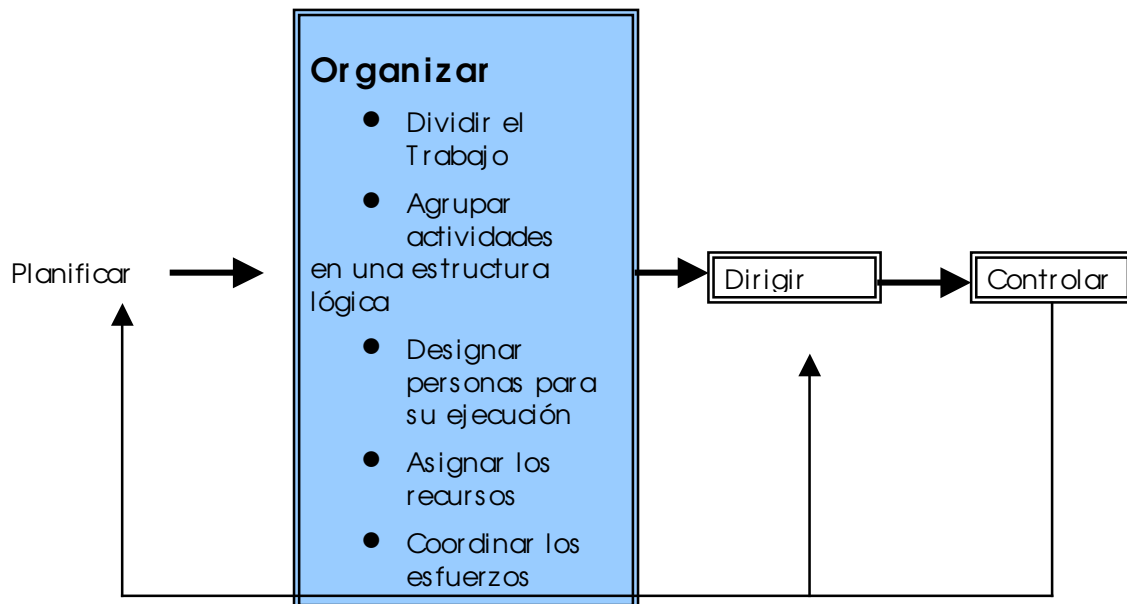 Organizar
Dividir el
Trabajo
Agrupar
actividades
en una estructura
lógica
Designar
personas para
su ejecución
Asignar los
recursos
Coordinar los
esfuerzos
Planificar
Dirigir
Controlar